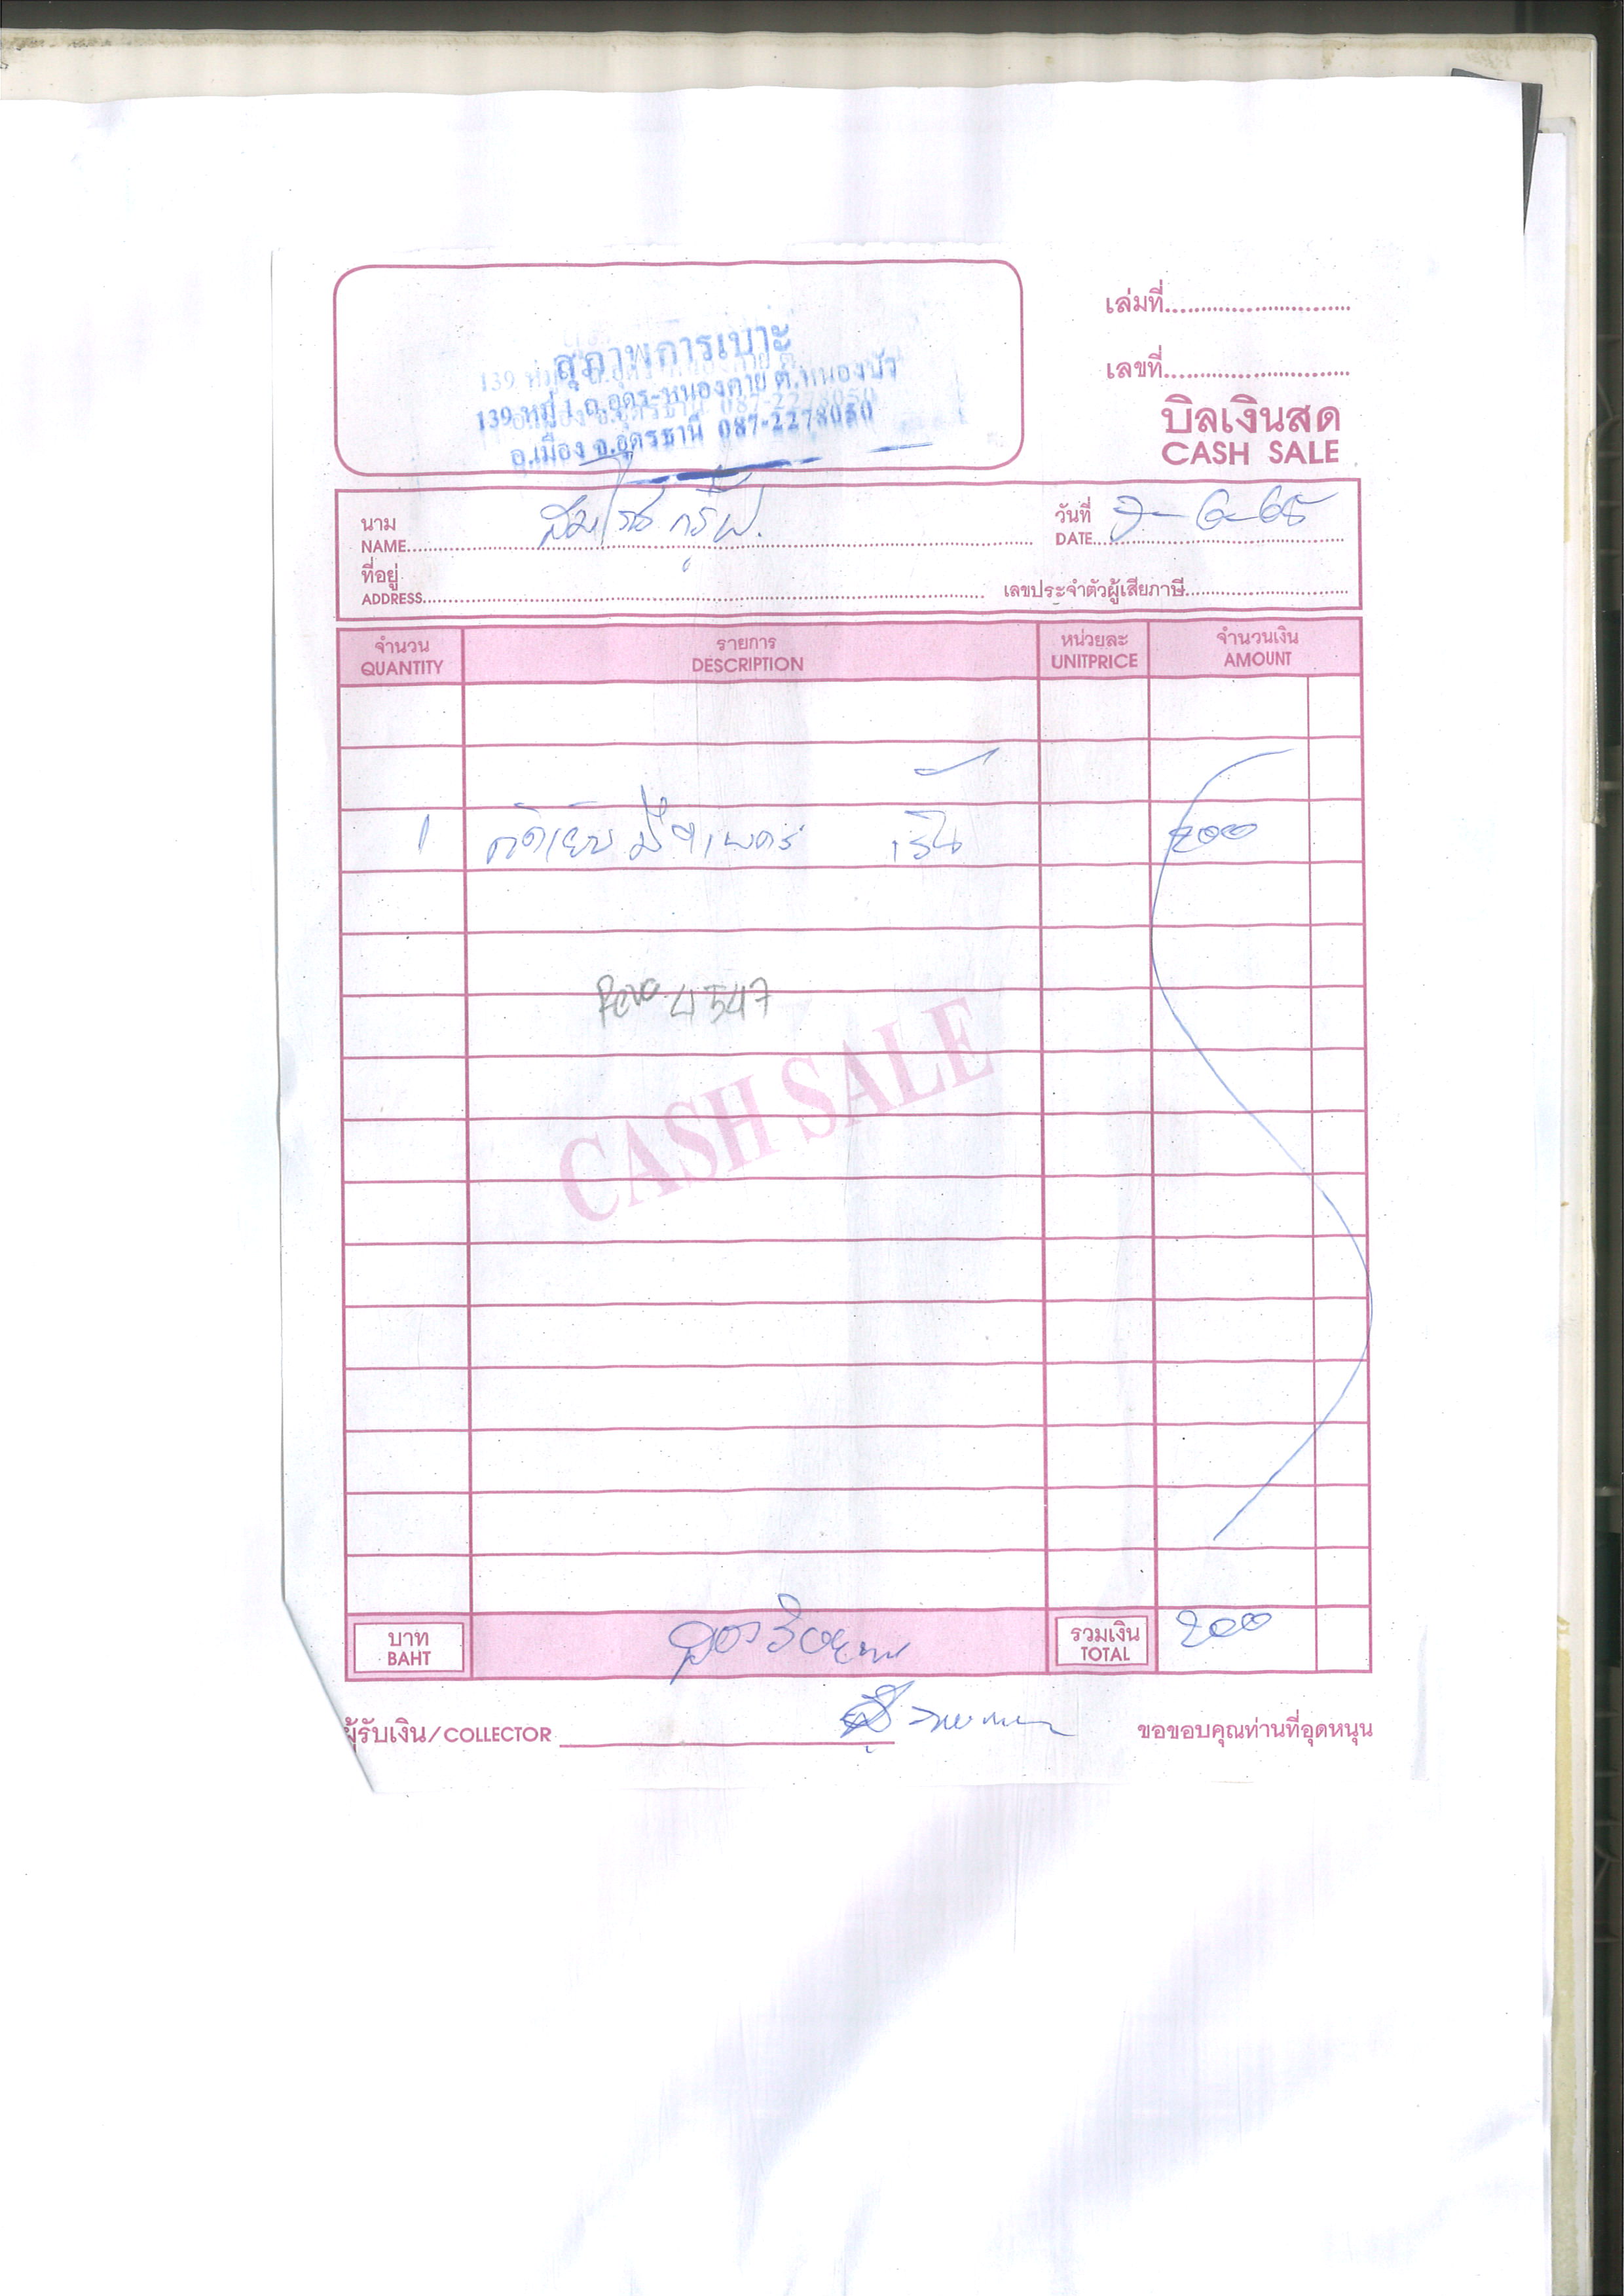 สุภาพการเบาะ
139 หมู่ 1 ถ.อุดร-หนองคาย ต.หนองบัว
อ.เมือง จ.อุดรธานี 087-2278050
เล่มที่
เลขที่
บิลเงินสด
CASH SALE
นาม
NAME
วันที่
DATE
ที่อยู่
ADDRESS
เลขประจำตัวผู้เสียภาษี
จำนวน รายการ หน่วยละ จำนวนเงิน
QUANTITY DESCRIPTION UNITPRICE AMOUNT
1 200
Revo 4547
CASH SALE
บาท รวมเงิน 200
BAHT TOTAL
ผู้รับเงิน/COLLECTOR ขอขอบคุณท่านที่อุดหนุน